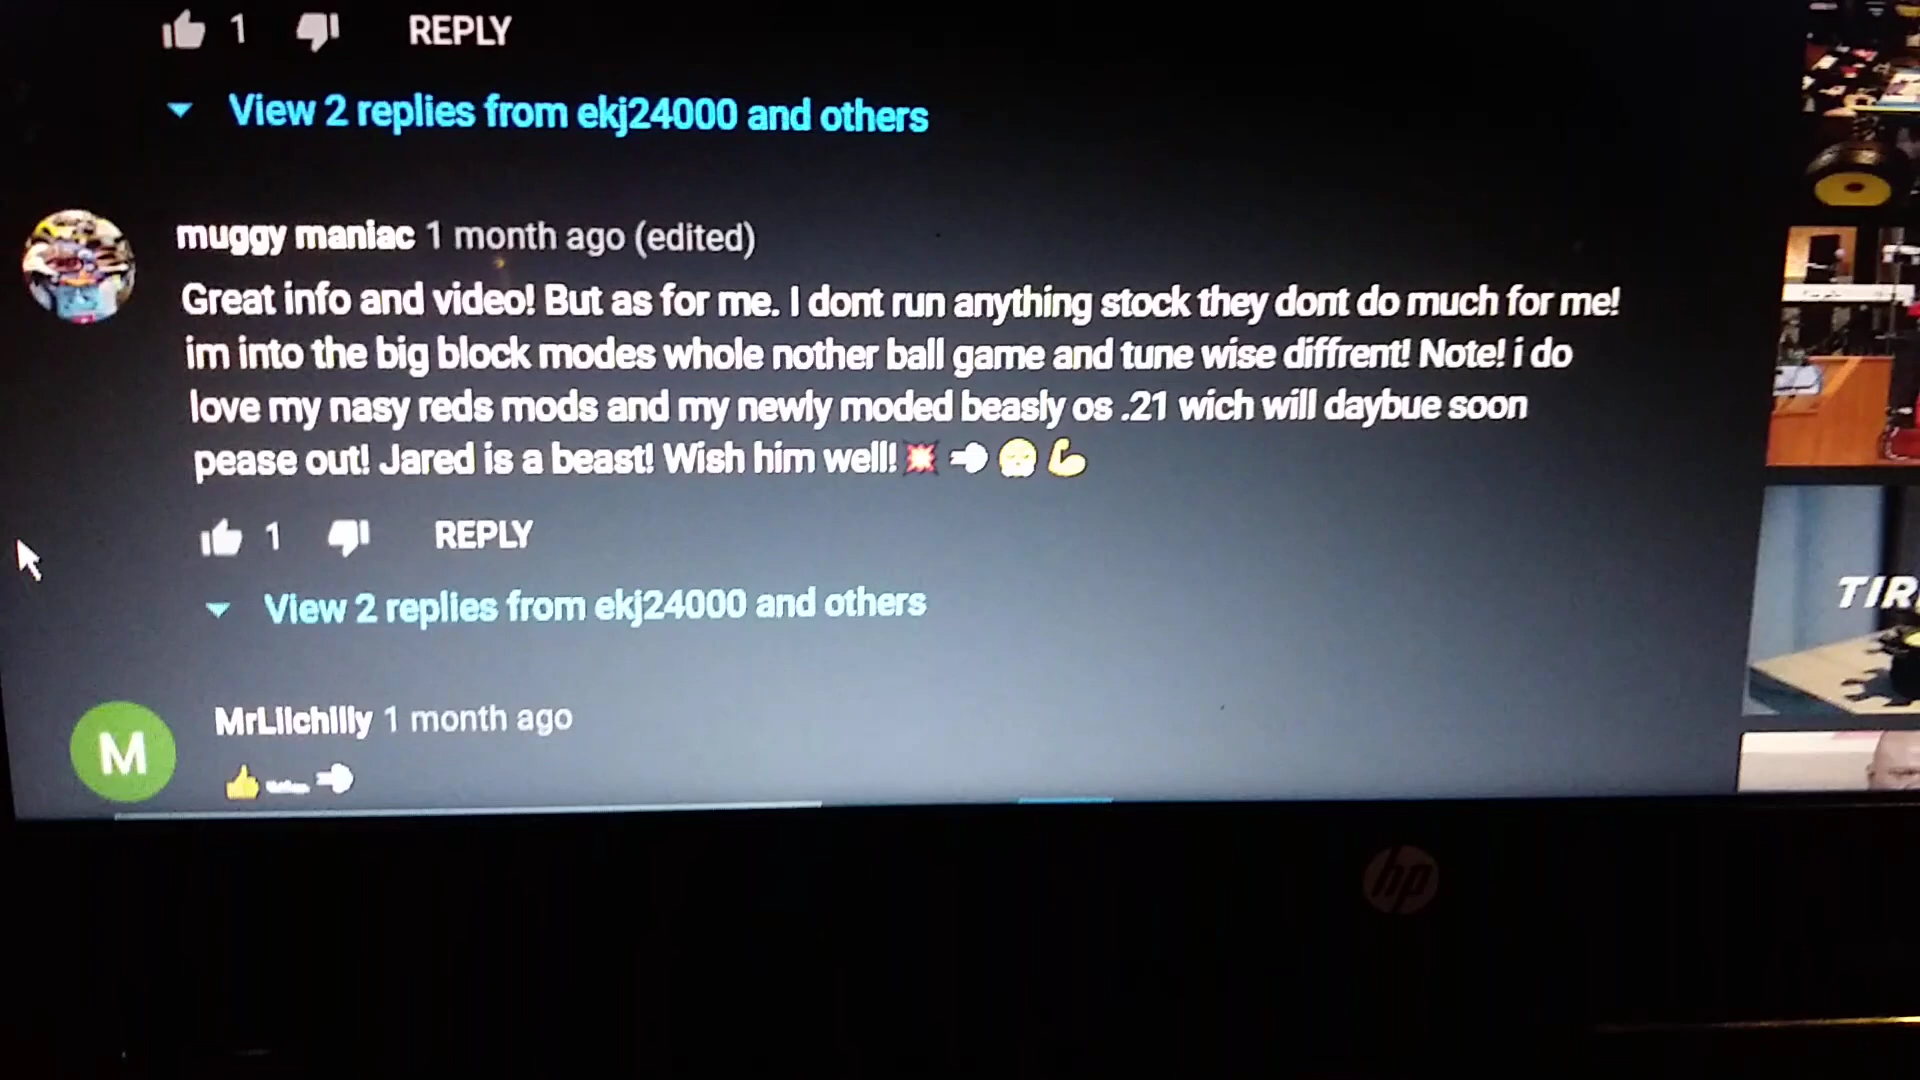 1 REPLY
View 2 replies from ekj24000 and others
muggy maniac 1 month ago (edited)
Great info and video! But as for me. I dont run anything stock they dont do much for me!
im into the big block modes whole nother ball game and tune wise diffrent! Note! i do
love my nasy reds mods and my newly moded beasly os .21 wich will daybue soon
pease out! Jared is a beast! Wish him well!💥💨💀💪
1 REPLY
View 2 replies from ekj24000 and others
M
MrLilchilly 1 month ago
TIR
hp